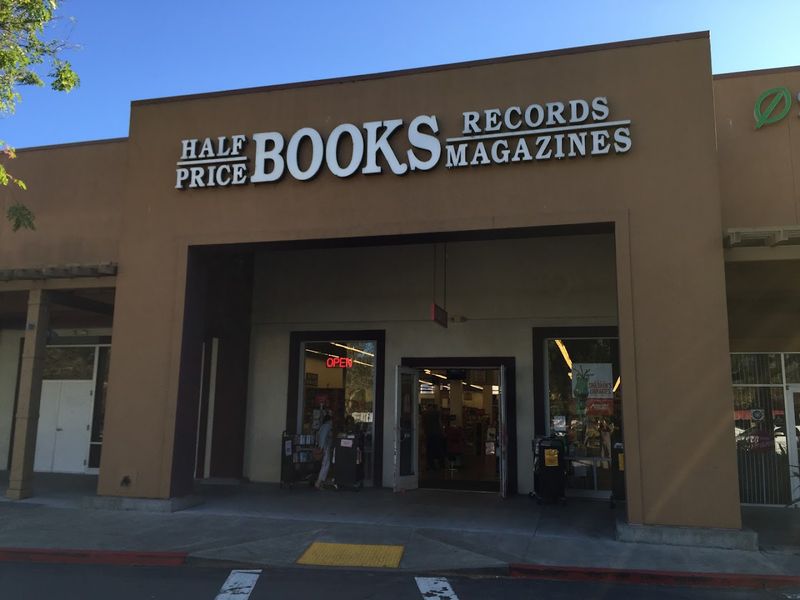 HALF
PRICE
BOOKS
RECORDS
MAGAZINES
OPEN